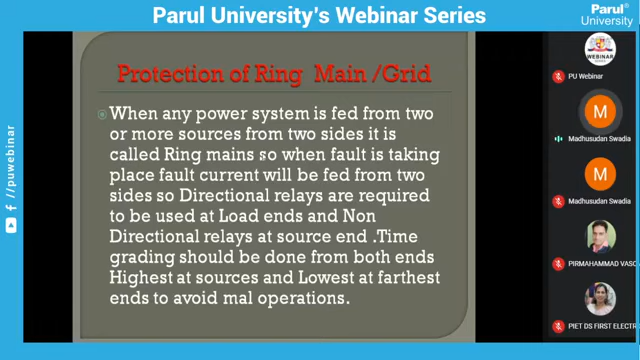 Parul University's Webinar Series
Parul®
University
Protection of Ring Main /Grid
When any power system is fed from two
or more sources from two sides it is
called Ring mains so when fault is taking
place fault current will be fed from two
sides so Directional relays are required
to be used at Load ends and Non
Directional relays at source end .Time
grading should be done from both ends
Highest at sources and Lowest at farthest
ends to avoid mal operations.
/puwebinar
WEBINAR
PU Webinar
M
Madhusudan Swadia
M
Madhusudan Swadia
PIRMAHAMMAD VASO
PIET DS FIRST ELECTR